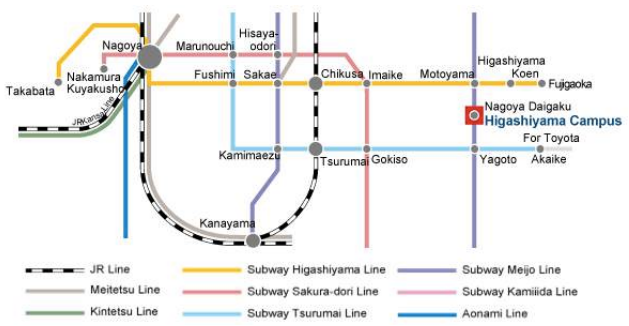 Hisaya-
odori
Nagoya
Marunouchi
Higashiyama
Koen
Nakamura
Kuyakusho
Fushimi
Sakae
Chikusa
Imaike
Motoyama
Fujigaoka
Takabata
Nagoya Daigaku
Higashiyama Campus
JR Kansai Line
For Toyota
Kamimaezu
Tsurumai
Gokiso
Yagoto
Akaike
Kanayama
JR Line
Subway Higashiyama Line
Subway Meijo Line
Meitetsu Line
Subway Sakura-dori Line
Subway Kamiiida Line
Kintetsu Line
Subway Tsurumai Line
Aonami Line